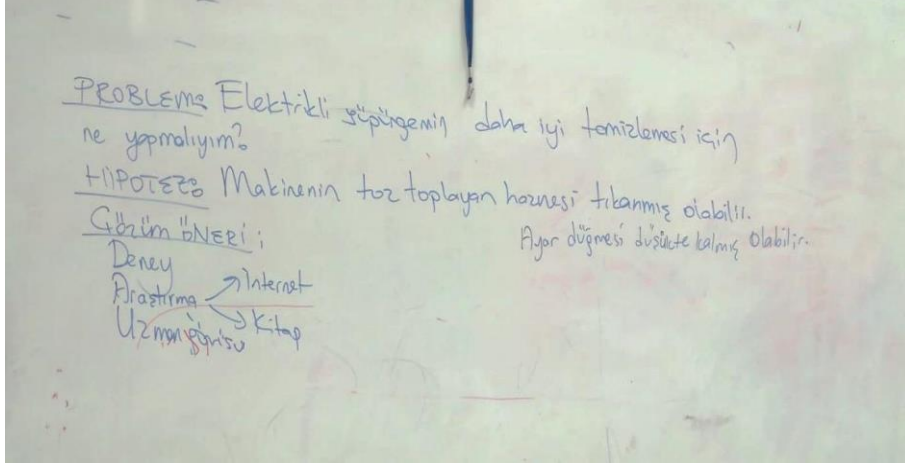 PROBLEM: Elektrikli süpürgemin daha iyi temizlemesi için
ne yapmalıyım?
HİPOTEZ: Makinenin toz toplayan haznesi tıkanmış olabilir.
Ayar düğmesi düşükte kalmış olabilir.
Çözüm ÖNERİ:
Deney
Araştırma → İnternet
→ Kitap
Uzman görüşü